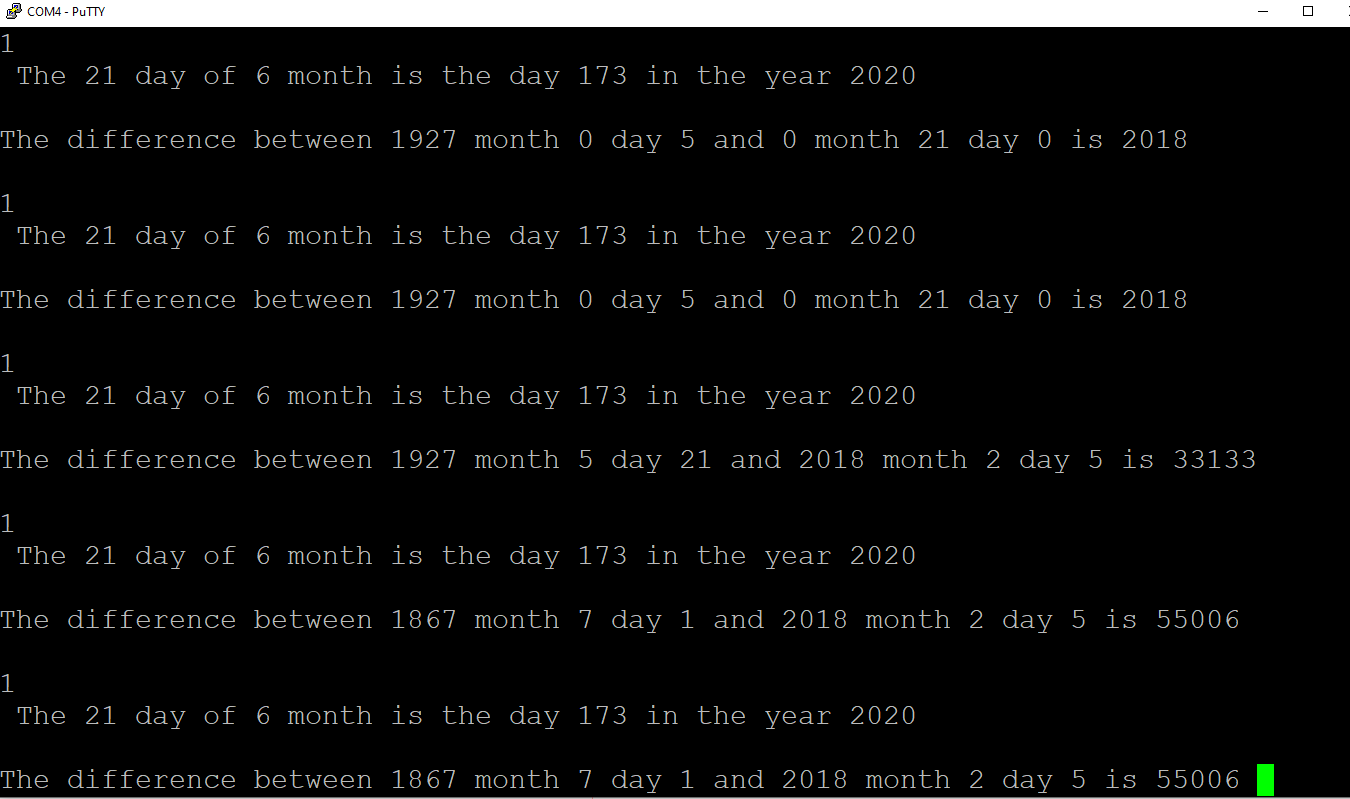 COM4 - PuTTY
1
The 21 day of 6 month is the day 173 in the year 2020
The difference between 1927 month 0 day 5 and 0 month 21 day 0 is 2018
1
The 21 day of 6 month is the day 173 in the year 2020
The difference between 1927 month 0 day 5 and 0 month 21 day 0 is 2018
1
The 21 day of 6 month is the day 173 in the year 2020
The difference between 1927 month 5 day 21 and 2018 month 2 day 5 is 33133
1
The 21 day of 6 month is the day 173 in the year 2020
The difference between 1867 month 7 day 1 and 2018 month 2 day 5 is 55006
1
The 21 day of 6 month is the day 173 in the year 2020
The difference between 1867 month 7 day 1 and 2018 month 2 day 5 is 55006